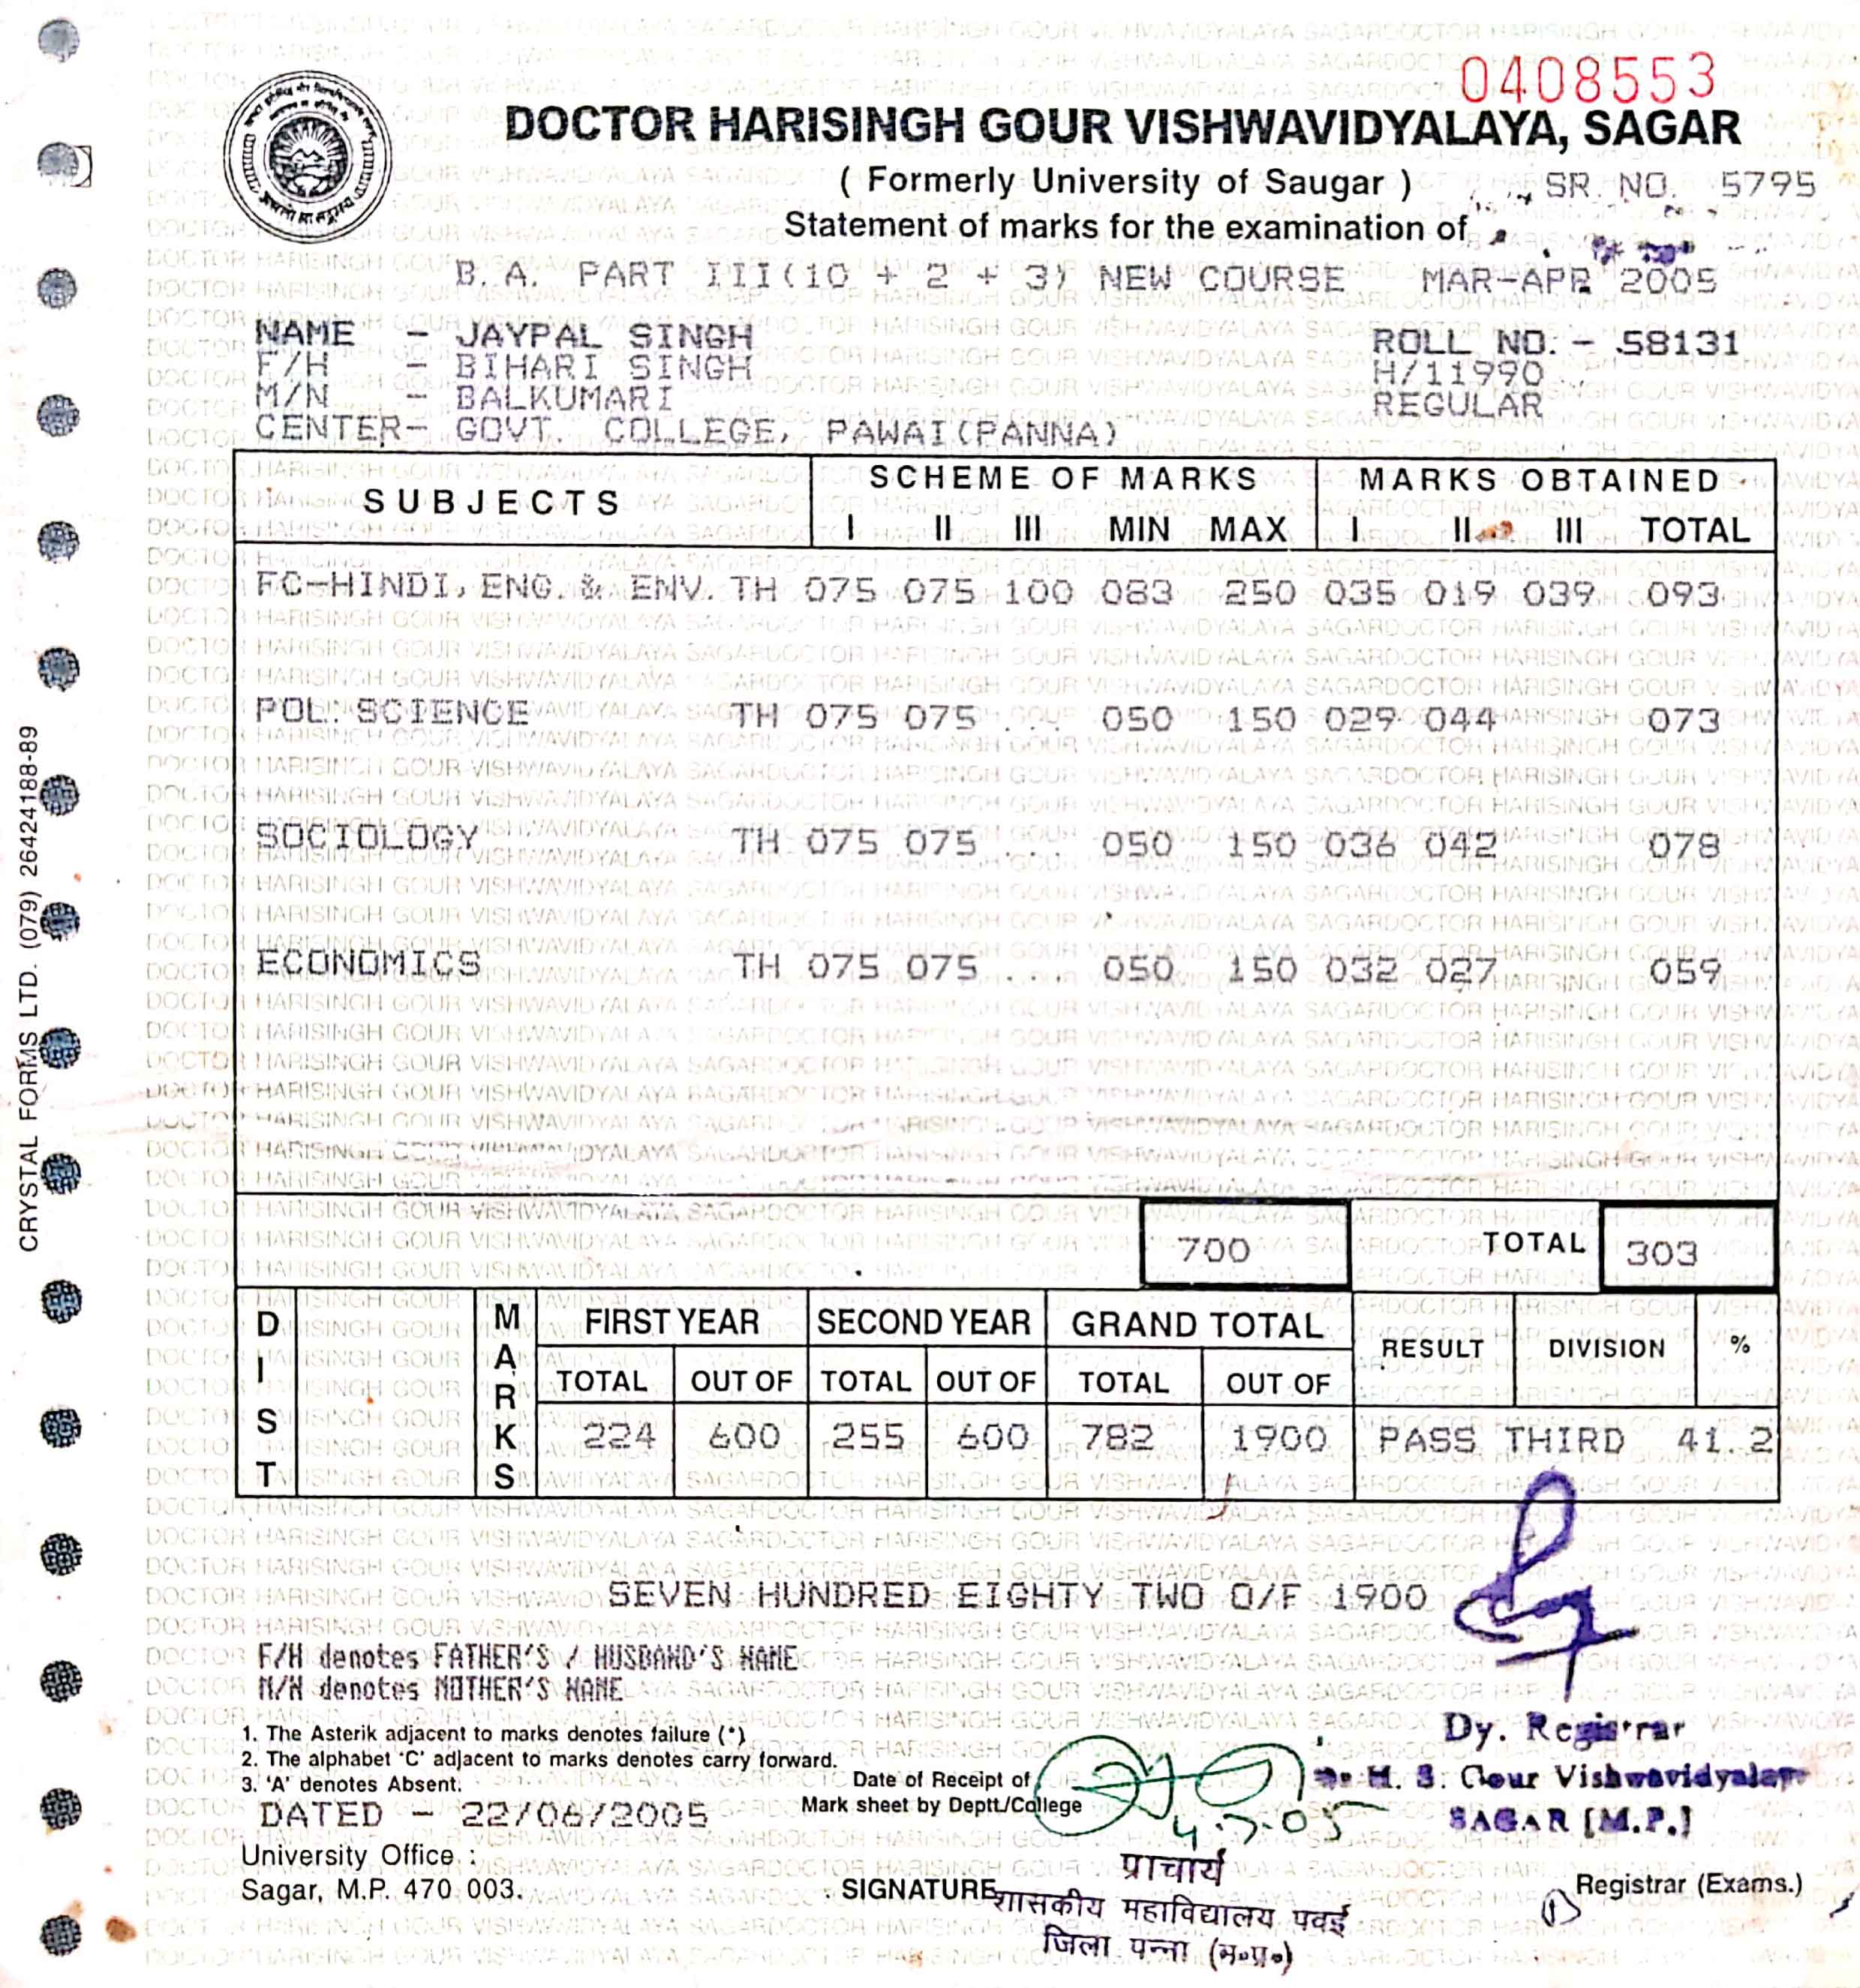 0408553
DOCTOR HARISINGH GOUR VISHWAVIDYALAYA, SAGAR
( Formerly University of Saugar )
SR. NO. 5795
Statement of marks for the examination of
B. A. PART III(10 + 2 + 3) NEW COURSE MAR-APR 2005
NAME - JAYPAL SINGH ROLL NO. - 58131
F/H - BIHARI SINGH H/11990
M/N - BALKUMARI REGULAR
CENTER- GOVT. COLLEGE, PAWAI(PANNA)
SUBJECTS SCHEME OF MARKS MARKS OBTAINED
I II III MIN MAX I II III TOTAL
FC-HINDI, ENG. & ENV. TH 075 075 100 083 250 035 019 039 093
POL. SCIENCE TH 075 075 ... 050 150 029 044 073
SOCIOLOGY TH 075 075 ... 050 150 036 042 078
ECONOMICS TH 075 075 ... 050 150 032 027 059
700 TOTAL 303
DIST MARKS FIRST YEAR SECOND YEAR GRAND TOTAL RESULT DIVISION %
TOTAL OUT OF TOTAL OUT OF TOTAL OUT OF
224 600 255 600 782 1900 PASS THIRD 41.2
SEVEN HUNDRED EIGHTY TWO O/F 1900
F/H denotes FATHER'S / HUSBAND'S NAME
M/N denotes MOTHER'S NAME
1. The Asterik adjacent to marks denotes failure (*)
2. The alphabet 'C' adjacent to marks denotes carry forward.
3. 'A' denotes Absent.
DATED - 22/06/2005
Date of Receipt of
Mark sheet by Deptt./College
4.7.05
Dy. Registrar
Dr. H. S. Gour Vishwavidyalaya
SAGAR [M.P.]
University Office :
Sagar, M.P. 470 003.
SIGNATURE
प्राचार्य
शासकीय महाविद्यालय पवई
जिला पन्ना (म०प्र०)
Registrar (Exams.)
CRYSTAL FORMS LTD. (079) 26424188-89